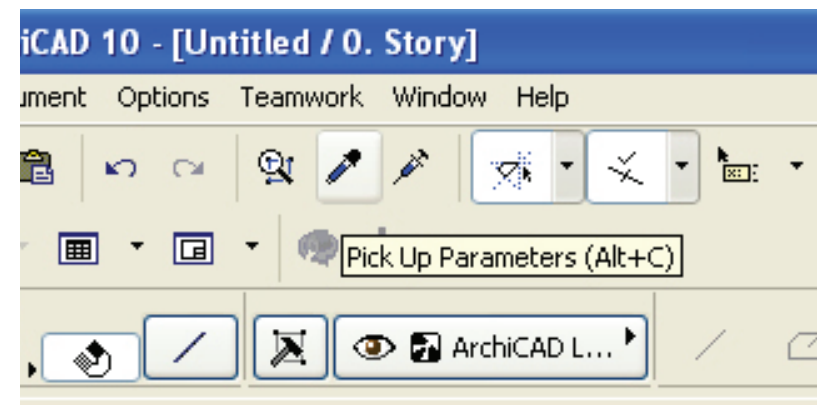 iCAD 10 - [Untitled / 0. Story]
ument Options Teamwork Window Help
Pick Up Parameters (Alt+C)
ArchiCAD L...